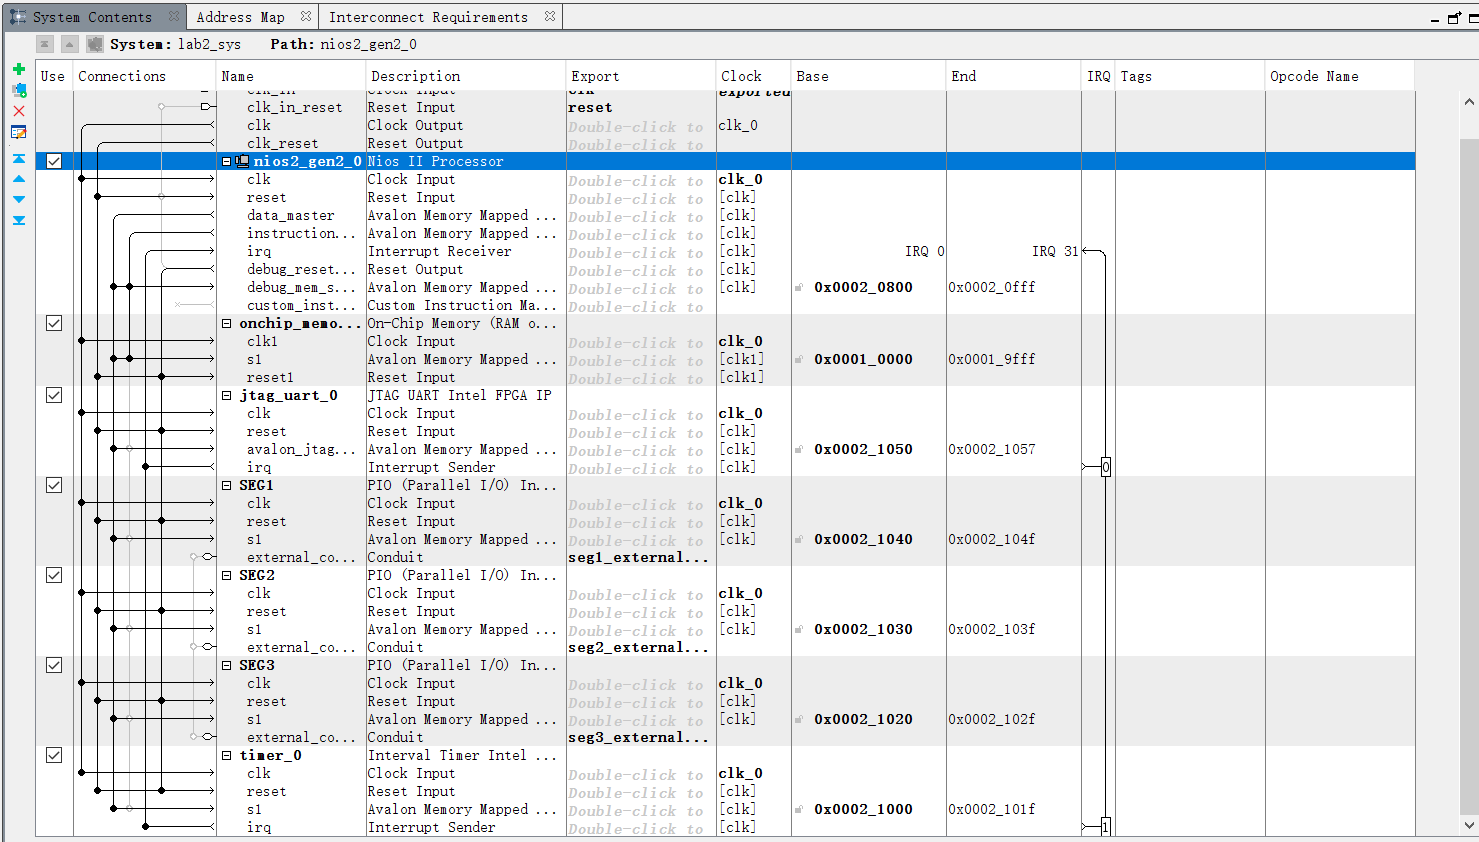 System Contents Address Map Interconnect Requirements
System: lab2_sys Path: nios2_gen2_0
Use Connections Name Description Export Clock Base End IRQ Tags Opcode Name
clk_in Clock Input clk exported
clk_in_reset Reset Input reset
clk Clock Output Double-click to clk_0
clk_reset Reset Output Double-click to
nios2_gen2_0 Nios II Processor
clk Clock Input Double-click to clk_0
reset Reset Input Double-click to [clk]
data_master Avalon Memory Mapped ... Double-click to [clk]
instruction... Avalon Memory Mapped ... Double-click to [clk]
irq Interrupt Receiver Double-click to [clk] IRQ 0 IRQ 31
debug_reset... Reset Output Double-click to [clk]
debug_mem_s... Avalon Memory Mapped ... Double-click to [clk] 0x0002_0800 0x0002_0fff
custom_inst... Custom Instruction Ma... Double-click to
onchip_memo... On-Chip Memory (RAM o...
clk1 Clock Input Double-click to clk_0
s1 Avalon Memory Mapped ... Double-click to [clk1] 0x0001_0000 0x0001_9fff
reset1 Reset Input Double-click to [clk1]
jtag_uart_0 JTAG UART Intel FPGA IP
clk Clock Input Double-click to clk_0
reset Reset Input Double-click to [clk]
avalon_jtag... Avalon Memory Mapped ... Double-click to [clk] 0x0002_1050 0x0002_1057
irq Interrupt Sender Double-click to [clk] 0
SEG1 PIO (Parallel I/O) In...
clk Clock Input Double-click to clk_0
reset Reset Input Double-click to [clk]
s1 Avalon Memory Mapped ... Double-click to [clk] 0x0002_1040 0x0002_104f
external_co... Conduit seg1_external...
SEG2 PIO (Parallel I/O) In...
clk Clock Input Double-click to clk_0
reset Reset Input Double-click to [clk]
s1 Avalon Memory Mapped ... Double-click to [clk] 0x0002_1030 0x0002_103f
external_co... Conduit seg2_external...
SEG3 PIO (Parallel I/O) In...
clk Clock Input Double-click to clk_0
reset Reset Input Double-click to [clk]
s1 Avalon Memory Mapped ... Double-click to [clk] 0x0002_1020 0x0002_102f
external_co... Conduit seg3_external...
timer_0 Interval Timer Intel ...
clk Clock Input Double-click to clk_0
reset Reset Input Double-click to [clk]
s1 Avalon Memory Mapped ... Double-click to [clk] 0x0002_1000 0x0002_101f
irq Interrupt Sender Double-click to [clk] 1